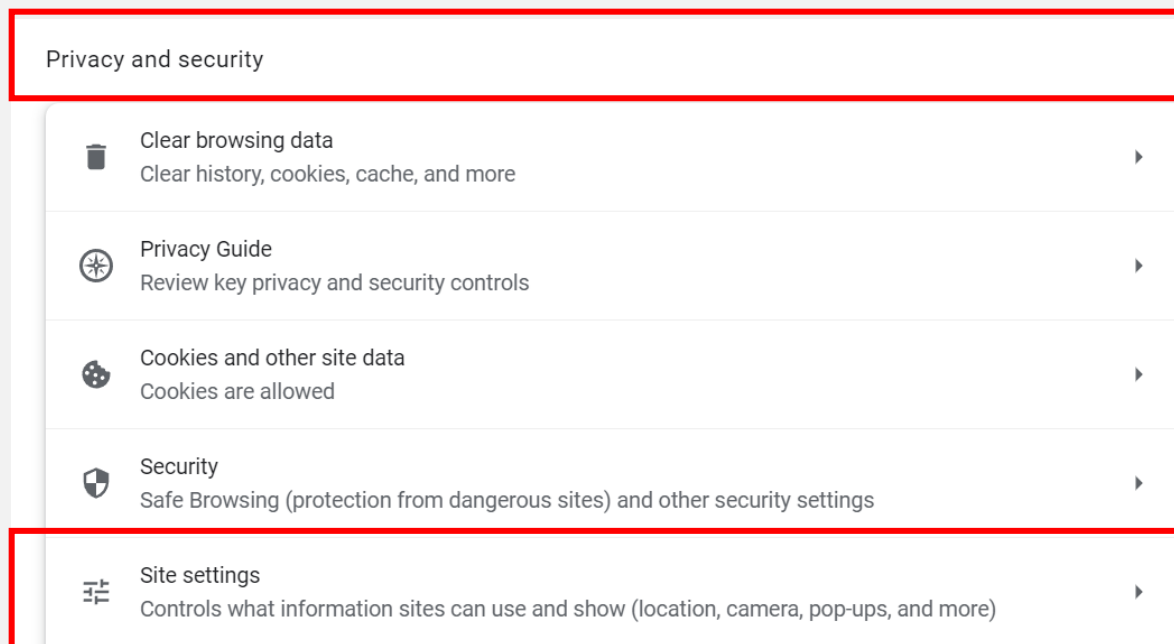 Privacy and security
Clear browsing data
Clear history, cookies, cache, and more
Privacy Guide
Review key privacy and security controls
Cookies and other site data
Cookies are allowed
Security
Safe Browsing (protection from dangerous sites) and other security settings
Site settings
Controls what information sites can use and show (location, camera, pop-ups, and more)